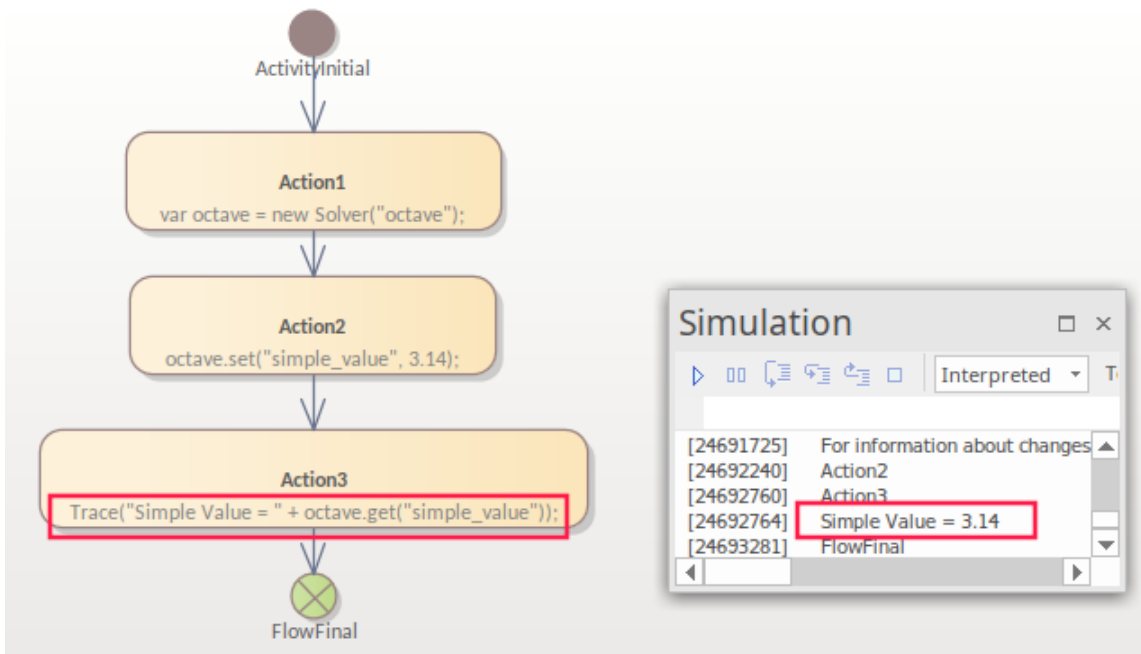 ActivityInitial
Action1
var octave = new Solver("octave");
Action2
octave.set("simple_value", 3.14);
Action3
Trace("Simple Value = " + octave.get("simple_value"));
FlowFinal
Simulation
Interpreted
[24691725] For information about changes
[24692240] Action2
[24692760] Action3
[24692764] Simple Value = 3.14
[24693281] FlowFinal